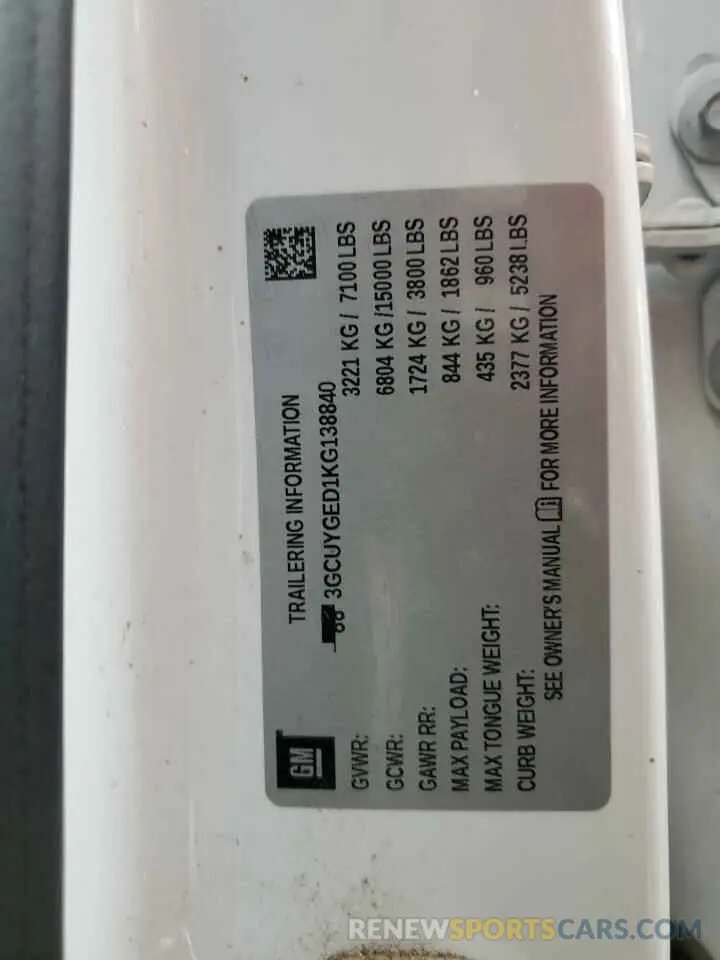 GM
TRAILERING INFORMATION
3GCUYGED1KG138840
GVWR: 3221 KG / 7100 LBS
GCWR: 6804 KG /15000 LBS
GAWR RR: 1724 KG / 3800 LBS
MAX PAYLOAD: 844 KG / 1862 LBS
MAX TONGUE WEIGHT: 435 KG / 960 LBS
CURB WEIGHT: 2377 KG / 5238 LBS
SEE OWNER'S MANUAL FOR MORE INFORMATION
RENEWSPORTSCARS.COM